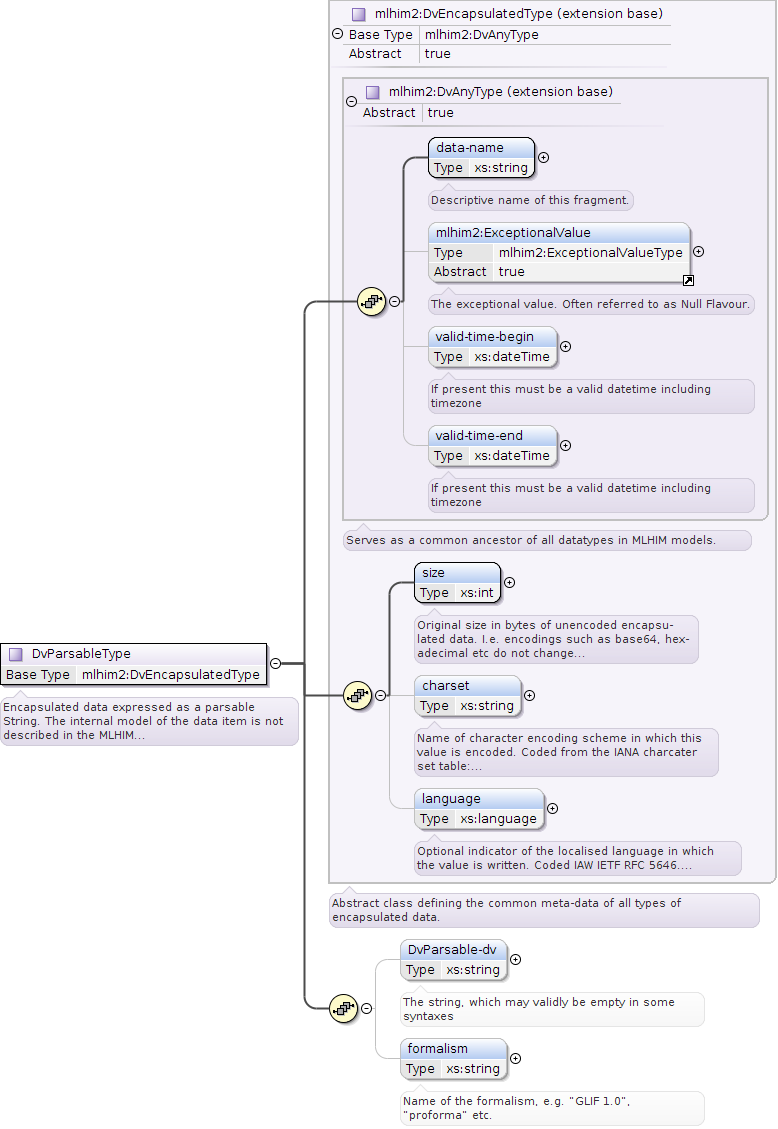 mlhim2:DvEncapsulatedType (extension base)
Base Type mlhim2:DvAnyType
Abstract true
mlhim2:DvAnyType (extension base)
Abstract true
data-name
Type xs:string
Descriptive name of this fragment.
mlhim2:ExceptionalValue
Type mlhim2:ExceptionalValueType
Abstract true
The exceptional value. Often referred to as Null Flavour.
valid-time-begin
Type xs:dateTime
If present this must be a valid datetime including
timezone
valid-time-end
Type xs:dateTime
If present this must be a valid datetime including
timezone
Serves as a common ancestor of all datatypes in MLHIM models.
size
Type xs:int
Original size in bytes of unencoded encapsu-
lated data. I.e. encodings such as base64, hex-
adecimal etc do not change...
DvParsableType
Base Type mlhim2:DvEncapsulatedType
Encapsulated data expressed as a parsable
String. The internal model of the data item is not
described in the MLHIM...
charset
Type xs:string
Name of character encoding scheme in which this
value is encoded. Coded from the IANA charcater
set table:...
language
Type xs:language
Optional indicator of the localised language in which
the value is written. Coded IAW IETF RFC 5646....
Abstract class defining the common meta-data of all types of
encapsulated data.
DvParsable-dv
Type xs:string
The string, which may validly be empty in some
syntaxes
formalism
Type xs:string
Name of the formalism, e.g. "GLIF 1.0",
"proforma" etc.